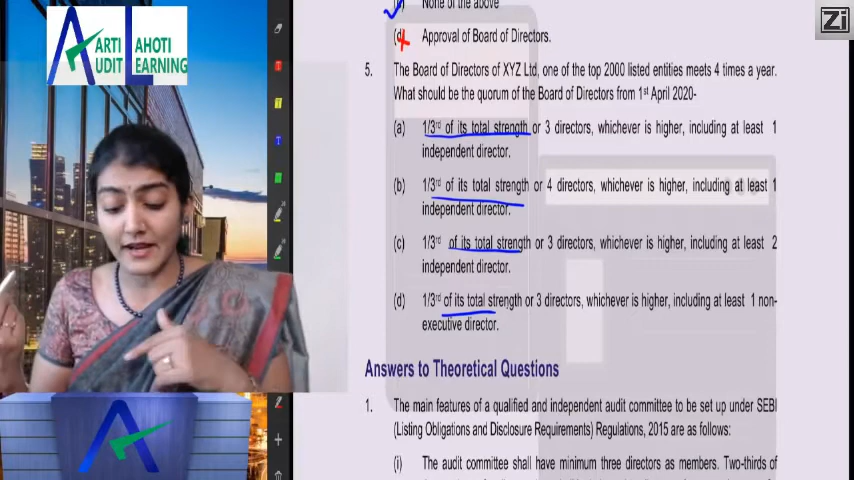 ARTI LAHOTI
AUDIT LEARNING
Zi
None of the above
(d) Approval of Board of Directors.
5. The Board of Directors of XYZ Ltd, one of the top 2000 listed entities meets 4 times a year.
What should be the quorum of the Board of Directors from 1st April 2020-
(a) 1/3rd of its total strength or 3 directors, whichever is higher, including at least 1
independent director.
(b) 1/3rd of its total strength or 4 directors, whichever is higher, including at least 1
independent director.
(c) 1/3rd of its total strength or 3 directors, whichever is higher, including at least 2
independent director.
(d) 1/3rd of its total strength or 3 directors, whichever is higher, including at least 1 non-
executive director.
Answers to Theoretical Questions
1. The main features of a qualified and independent audit committee to be set up under SEBI
(Listing Obligations and Disclosure Requirements) Regulations, 2015 are as follows:
(i) The audit committee shall have minimum three directors as members. Two-thirds of